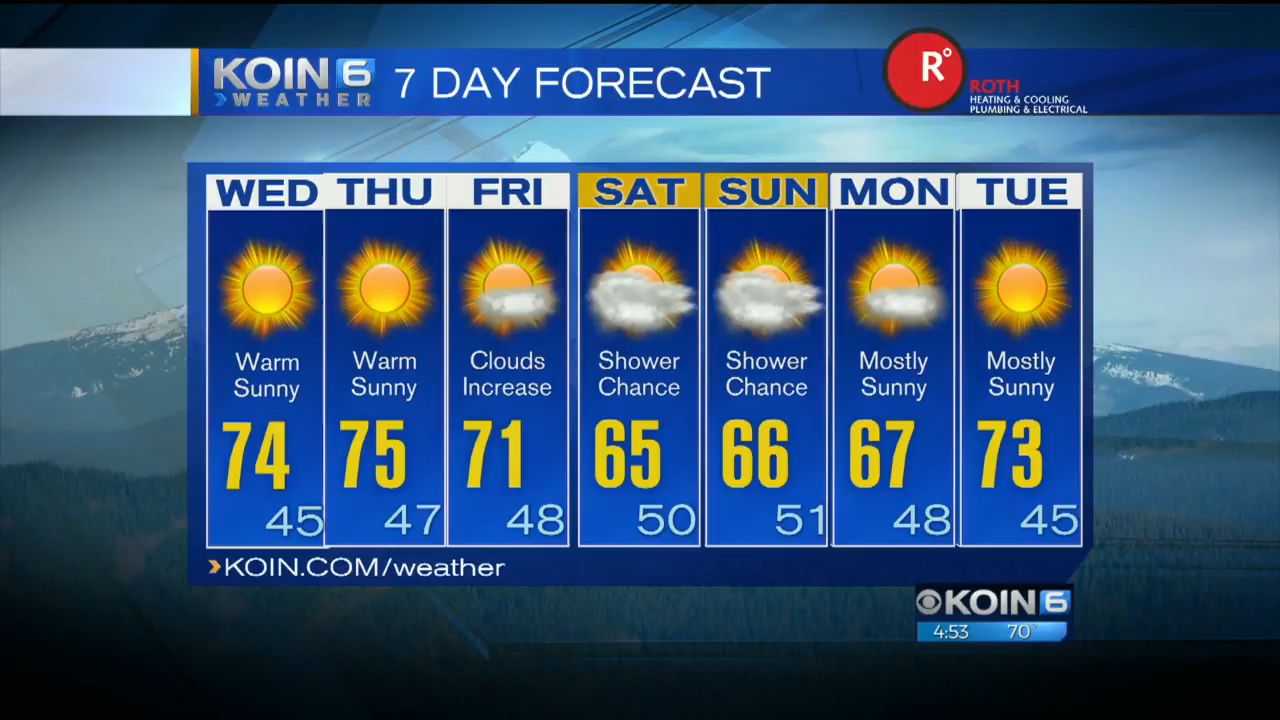 KOIN 6 WEATHER 7 DAY FORECAST
R°
ROTH
HEATING & COOLING
PLUMBING & ELECTRICAL
WED THU FRI SAT SUN MON TUE
Warm Warm Clouds Shower Shower Mostly Mostly
Sunny Sunny Increase Chance Chance Sunny Sunny
74 75 71 65 66 67 73
45 47 48 50 51 48 45
KOIN.COM/weather
KOIN 6
4:53 70°